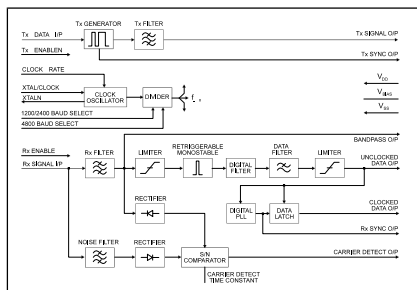 Tx GENERATOR
Tx FILTER
Tx DATA I/P
Tx SIGNAL O/P
Tx ENABLEN
Tx SYNC O/P
CLOCK RATE
XTAL/CLOCK
XTALN
CLOCK OSCILLATOR
DIVIDER
VDD
VBIAS
VSS
1200/2400 BAUD SELECT
4800 BAUD SELECT
BANDPASS O/P
Rx ENABLE
Rx SIGNAL I/P
Rx FILTER
LIMITER
RETRIGGERABLE MONOSTABLE
DIGITAL FILTER
DATA FILTER
LIMITER
UNCLOCKED DATA O/P
RECTIFIER
DIGITAL PLL
DATA LATCH
CLOCKED DATA O/P
Rx SYNC O/P
NOISE FILTER
RECTIFIER
S/N COMPARATOR
CARRIER DETECT O/P
CARRIER DETECT TIME CONSTANT